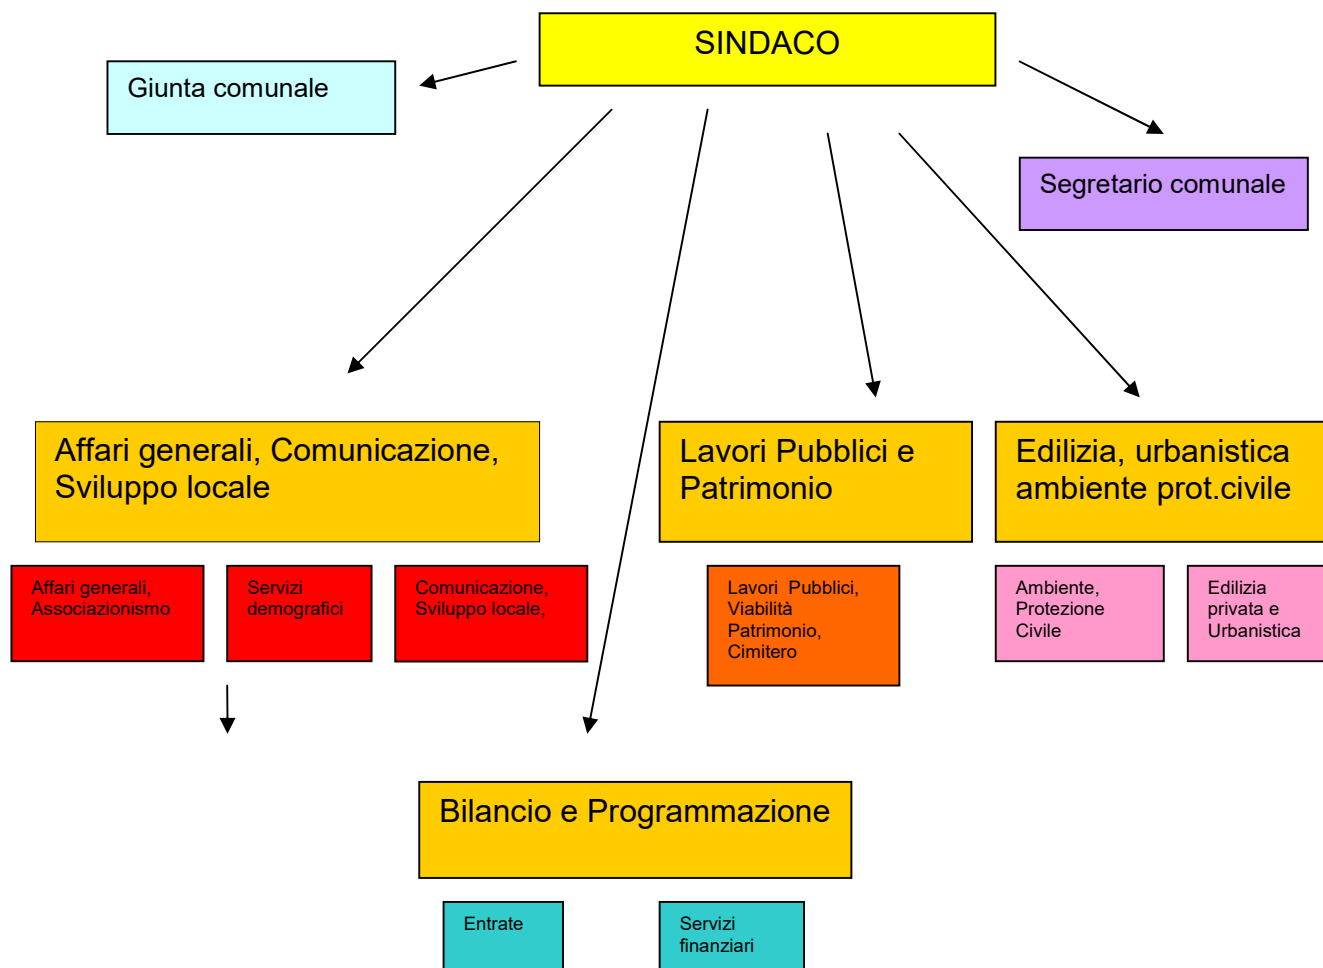 SINDACO
Giunta comunale
Segretario comunale
Affari generali, Comunicazione,
Sviluppo locale
Lavori Pubblici e
Patrimonio
Edilizia, urbanistica
ambiente prot.civile
Affari generali,
Associazionismo
Servizi
demografici
Comunicazione,
Sviluppo locale,
Lavori  Pubblici,
Viabilità
Patrimonio,
Cimitero
Ambiente,
Protezione
Civile
Edilizia
privata e
Urbanistica
Bilancio e Programmazione
Entrate
Servizi
finanziari